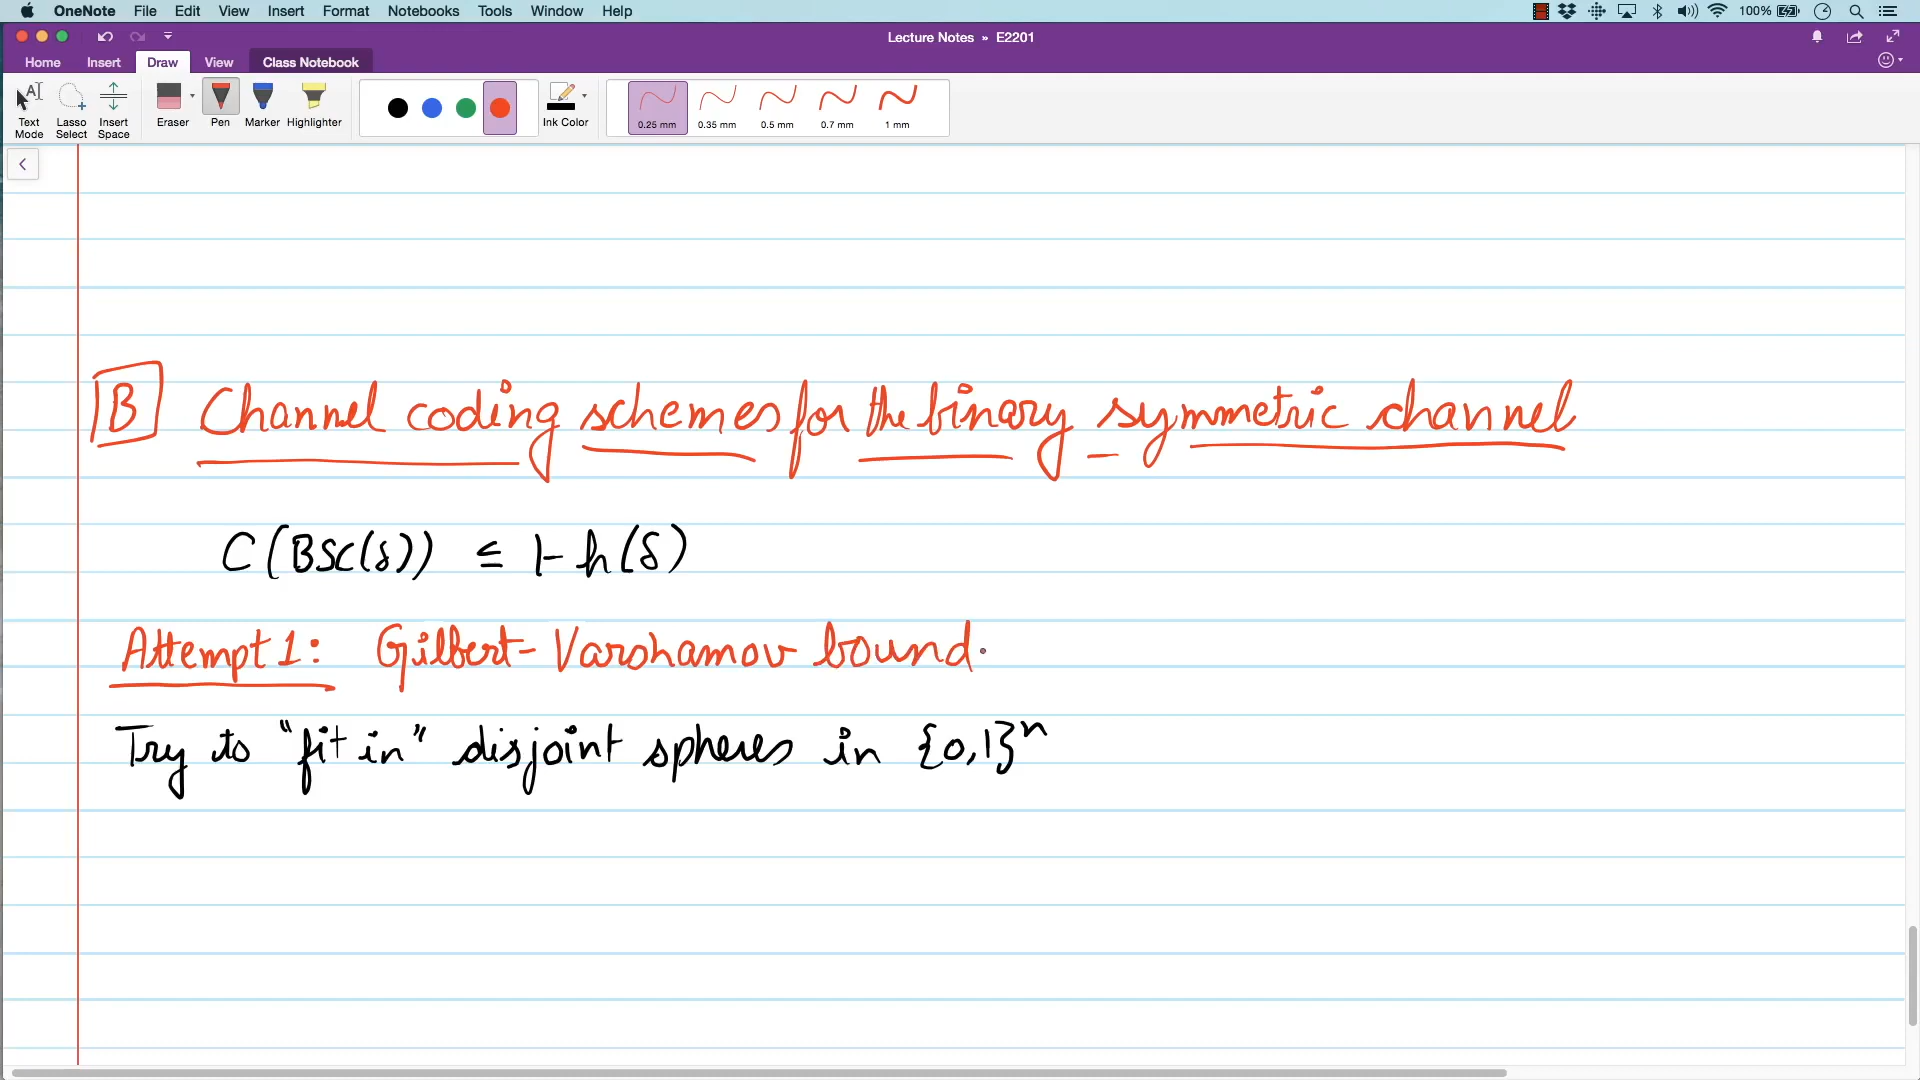 OneNote File Edit View Insert Format Notebooks Tools Window Help 100%
Lecture Notes » E2201
Home Insert Draw View Class Notebook
Text Mode
Lasso Select
Insert Space
Eraser
Pen
Marker
Highlighter
Ink Color
0.25 mm 0.35 mm 0.5 mm 0.7 mm 1 mm
B Channel coding schemes for the binary symmetric channel
C(BSC(δ)) ≤ 1-h(δ)
Attempt 1: Gilbert-Varshamov bound
Try to "fit in" disjoint spheres in {0,1}ⁿ